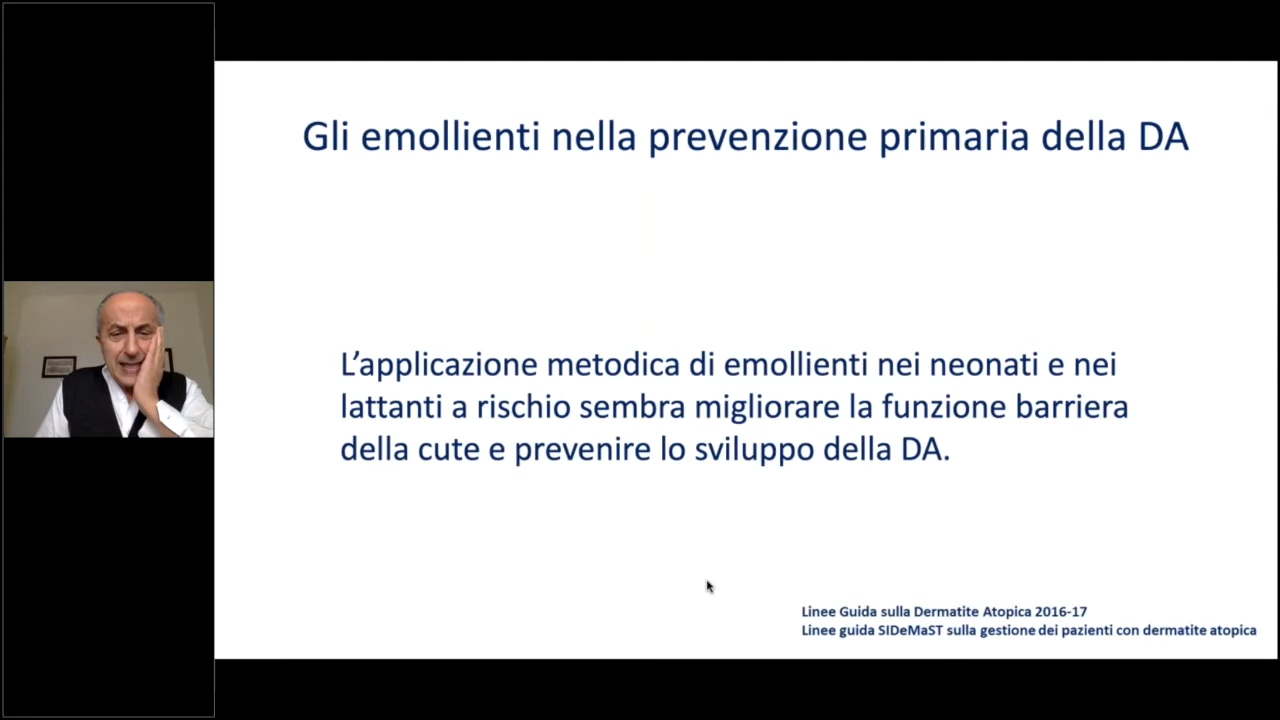 Gli emollienti nella prevenzione primaria della DA
L’applicazione metodica di emollienti nei neonati e nei
lattanti a rischio sembra migliorare la funzione barriera
della cute e prevenire lo sviluppo della DA.
Linee Guida sulla Dermatite Atopica 2016-17
Linee guida SIDeMaST sulla gestione dei pazienti con dermatite atopica